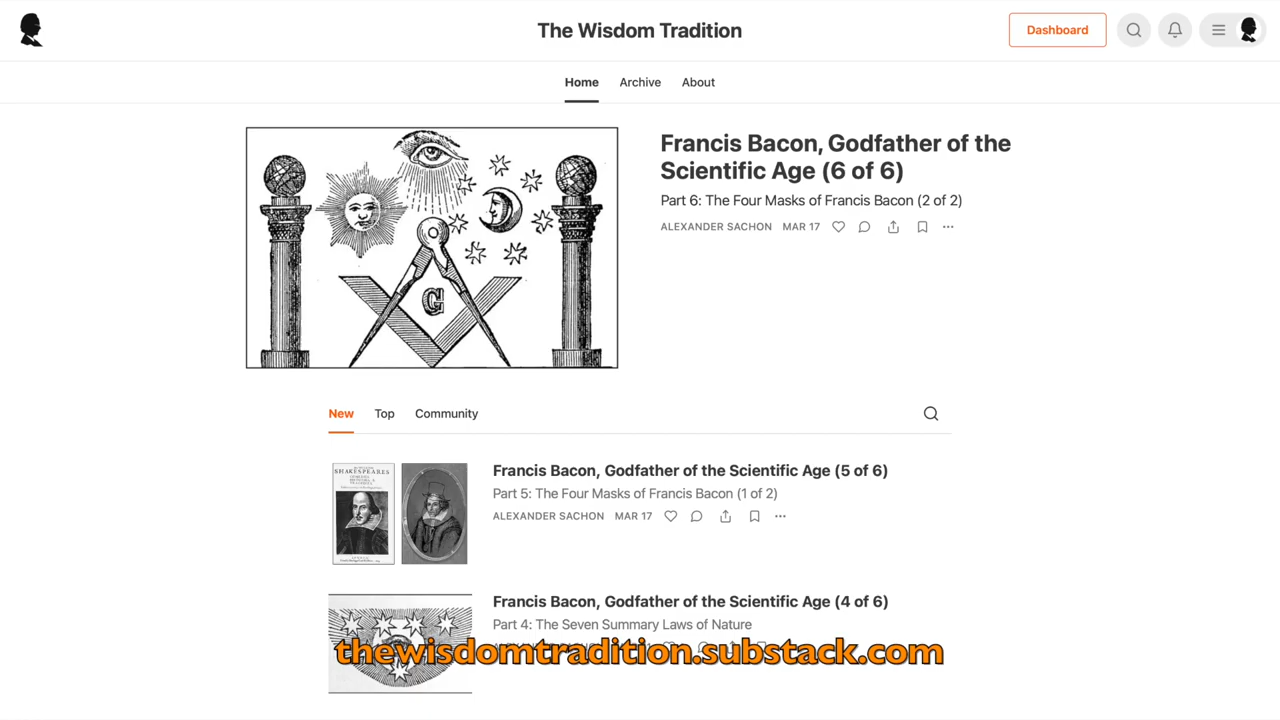 The Wisdom Tradition
Dashboard
Home
Archive
About
Francis Bacon, Godfather of the
Scientific Age (6 of 6)
Part 6: The Four Masks of Francis Bacon (2 of 2)
ALEXANDER SACHON MAR 17
G
New
Top
Community
SHAKESPEARES
Francis Bacon, Godfather of the Scientific Age (5 of 6)
Part 5: The Four Masks of Francis Bacon (1 of 2)
ALEXANDER SACHON MAR 17
Francis Bacon, Godfather of the Scientific Age (4 of 6)
Part 4: The Seven Summary Laws of Nature
thewisdomtradition.substack.com